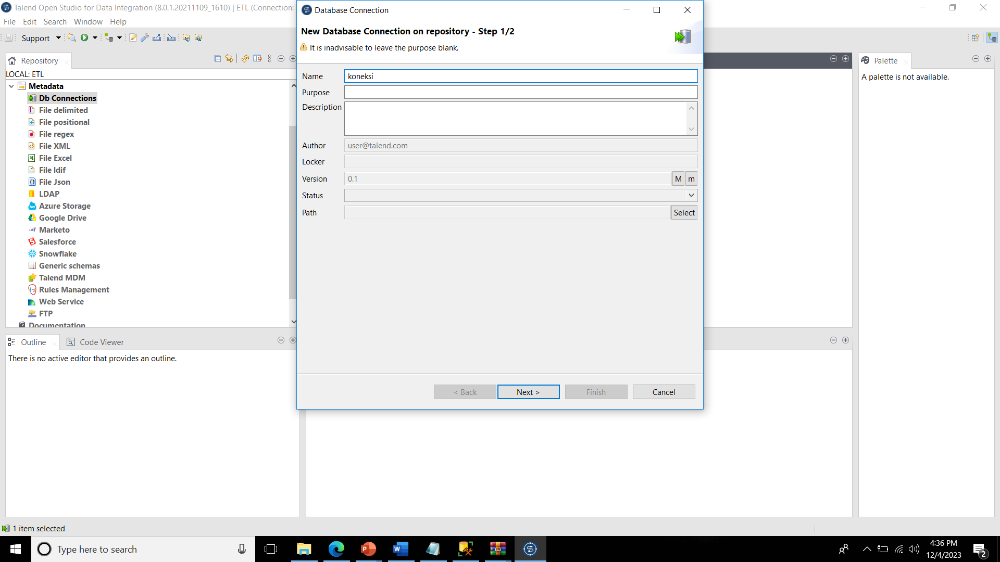 Talend Open Studio for Data Integration (8.0.1.20211109_1610) | ETL (Connection:
File Edit Search Window Help
Support
Repository
LOCAL: ETL
Metadata
Db Connections
File delimited
File positional
File regex
File XML
File Excel
File ldif
File Json
LDAP
Azure Storage
Google Drive
Marketo
Salesforce
Snowflake
Generic schemas
Talend MDM
Rules Management
Web Service
FTP
Documentation
Outline
Code Viewer
There is no active editor that provides an outline.
Database Connection
New Database Connection on repository - Step 1/2
It is inadvisable to leave the purpose blank.
Name koneksi
Purpose
Description
Author user@talend.com
Locker
Version 0.1 M m
Status
Path Select
< Back Next > Finish Cancel
Palette
A palette is not available.
1 item selected
Type here to search
4:36 PM
12/4/2023
2